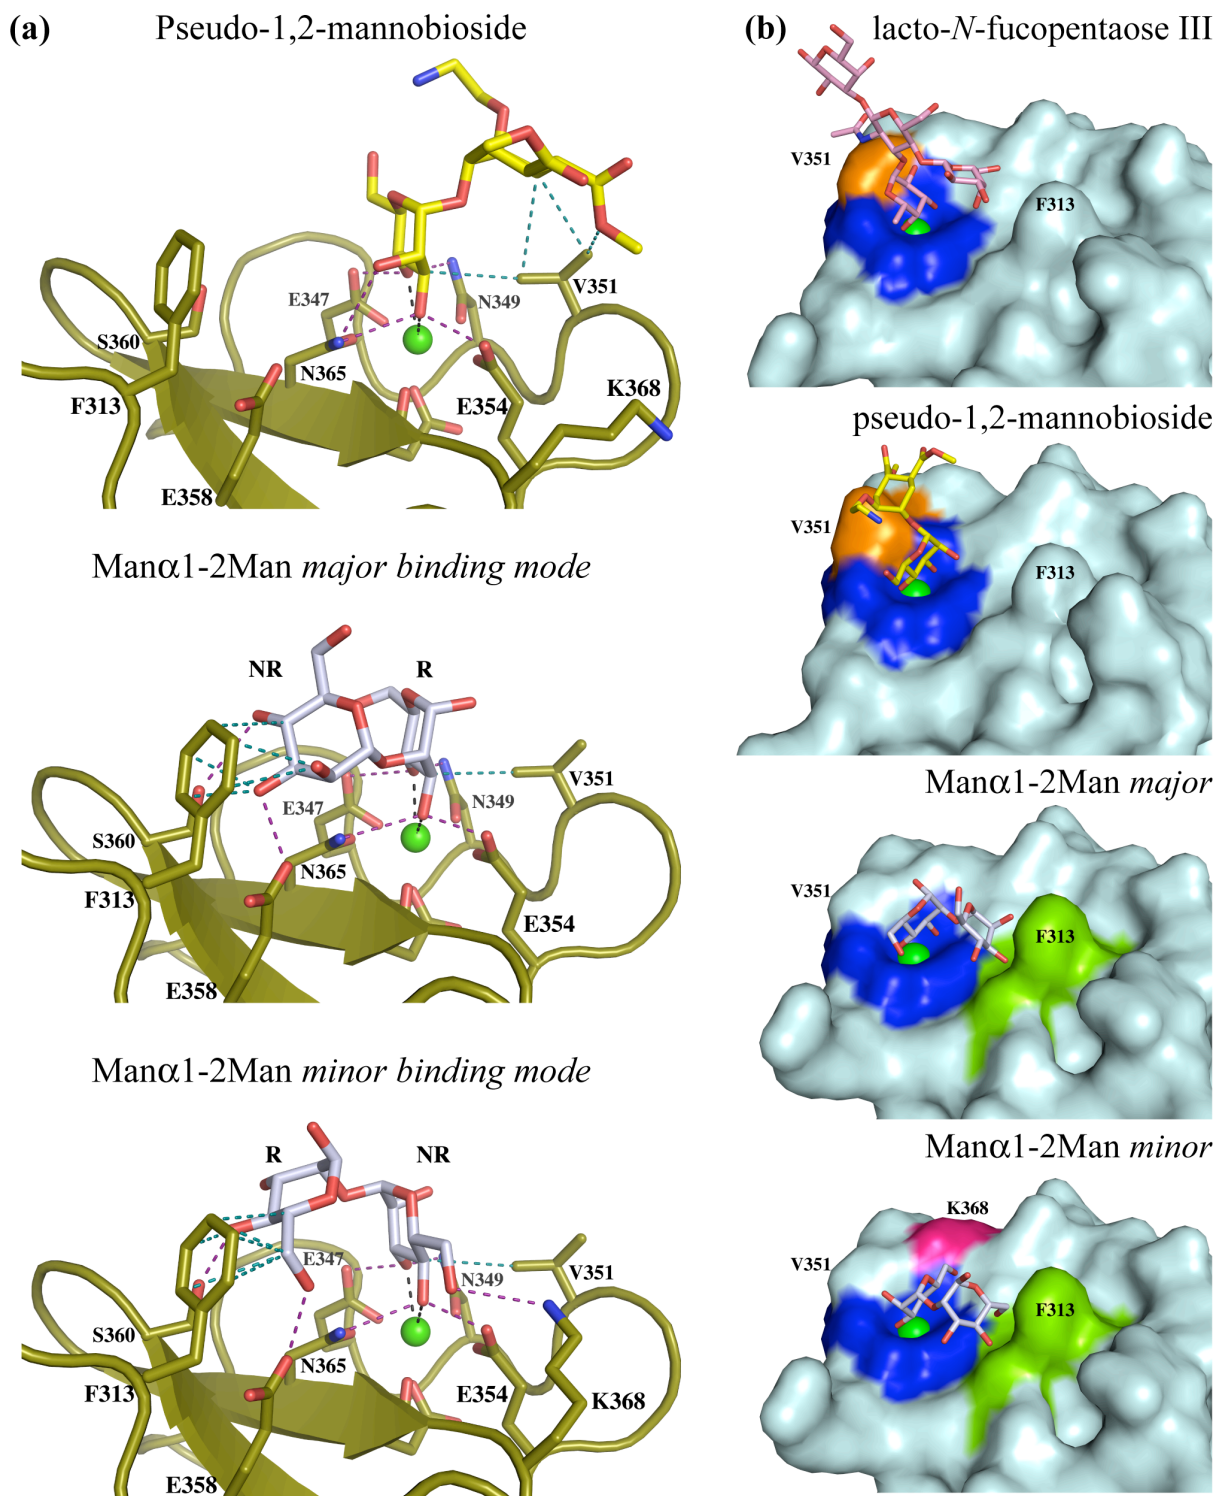 (a) Pseudo-1,2-mannobioside
S360
F313
E358
E347
N365
N349
E354
V351
K368
Manα1-2Man major binding mode
NR
R
S360
F313
E358
E347
N365
N349
E354
V351
Manα1-2Man minor binding mode
R
NR
S360
F313
E358
E347
N365
N349
E354
V351
K368
(b) lacto-N-fucopentaose III
V351
F313
pseudo-1,2-mannobioside
V351
F313
Manα1-2Man major
V351
F313
Manα1-2Man minor
K368
V351
F313